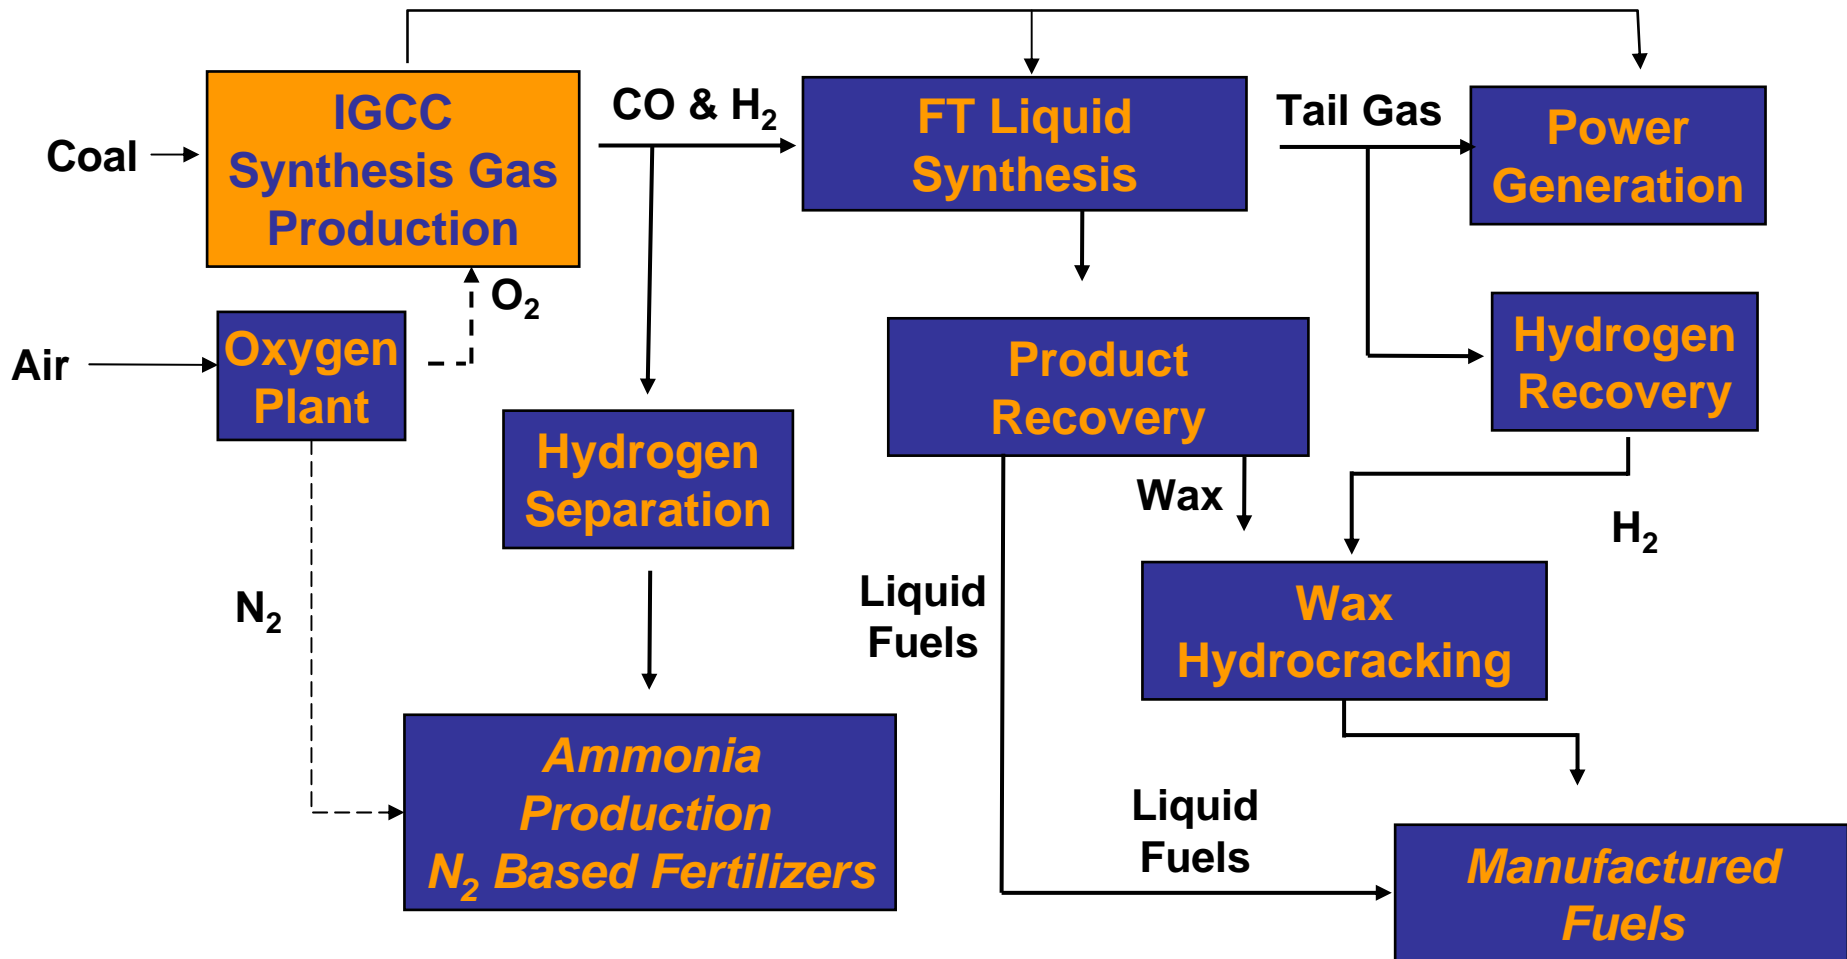 Coal
IGCC
Synthesis Gas
Production
CO & H₂
FT Liquid
Synthesis
Tail Gas
Power
Generation
O₂
Air
Oxygen
Plant
Product
Recovery
Hydrogen
Recovery
Hydrogen
Separation
Wax
H₂
N₂
Liquid
Fuels
Wax
Hydrocracking
Ammonia
Production
N₂ Based Fertilizers
Liquid
Fuels
Manufactured
Fuels